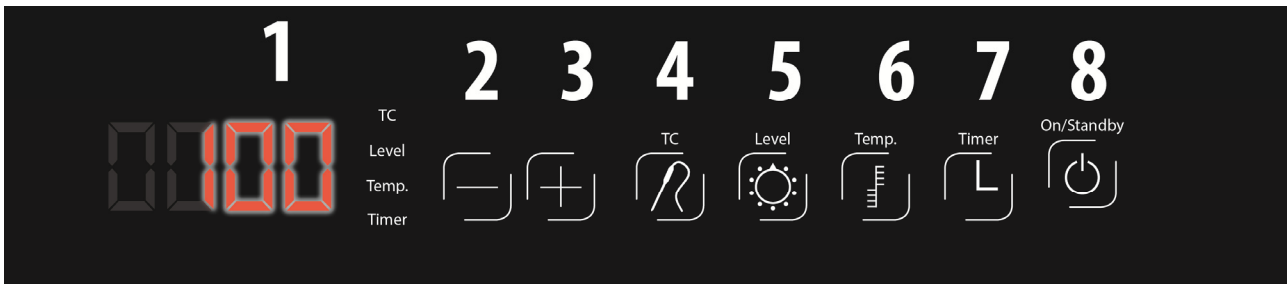 1 2 3 4 5 6 7 8
On/Standby
TC
TC Level Temp. Timer
100
Level
Temp.
Timer